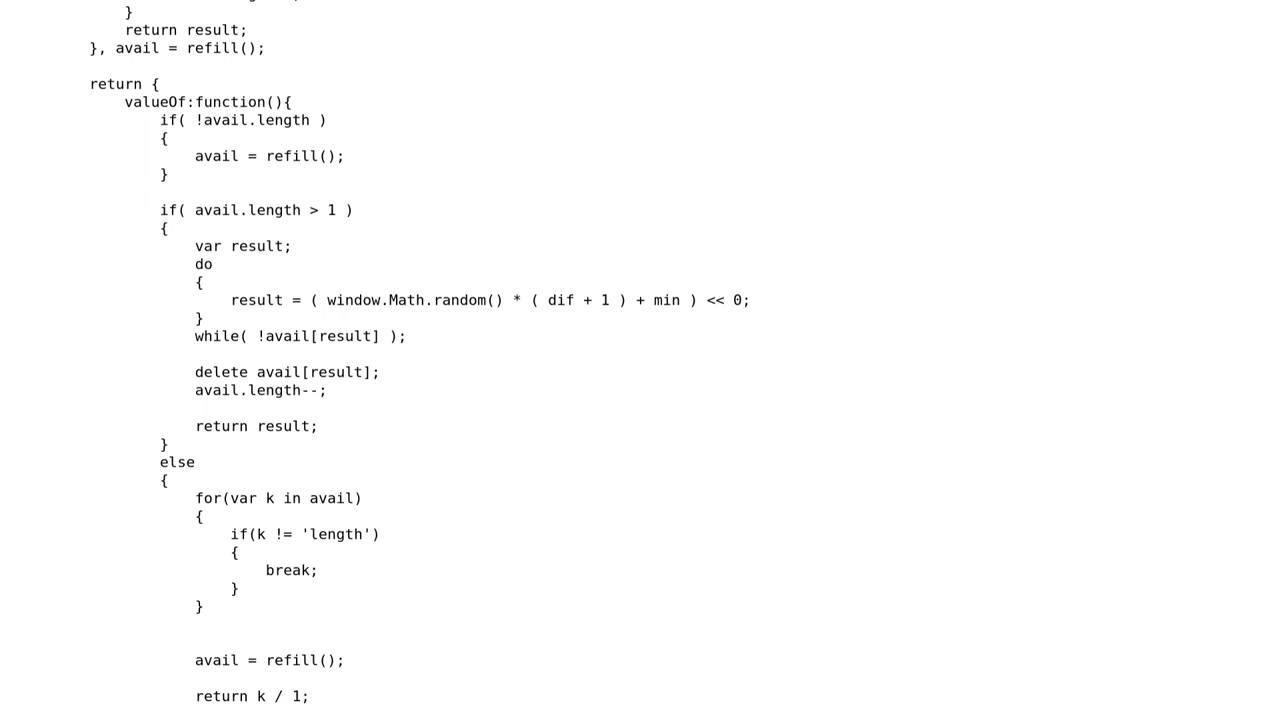 }
return result;
}, avail = refill();
return {
valueOf:function(){
if( !avail.length )
{
avail = refill();
}
if( avail.length > 1 )
{
var result;
do
{
result = ( window.Math.random() * ( dif + 1 ) + min ) << 0;
}
while( !avail[result] );
delete avail[result];
avail.length--;
return result;
}
else
{
for(var k in avail)
{
if(k != 'length')
{
break;
}
}
avail = refill();
return k / 1;